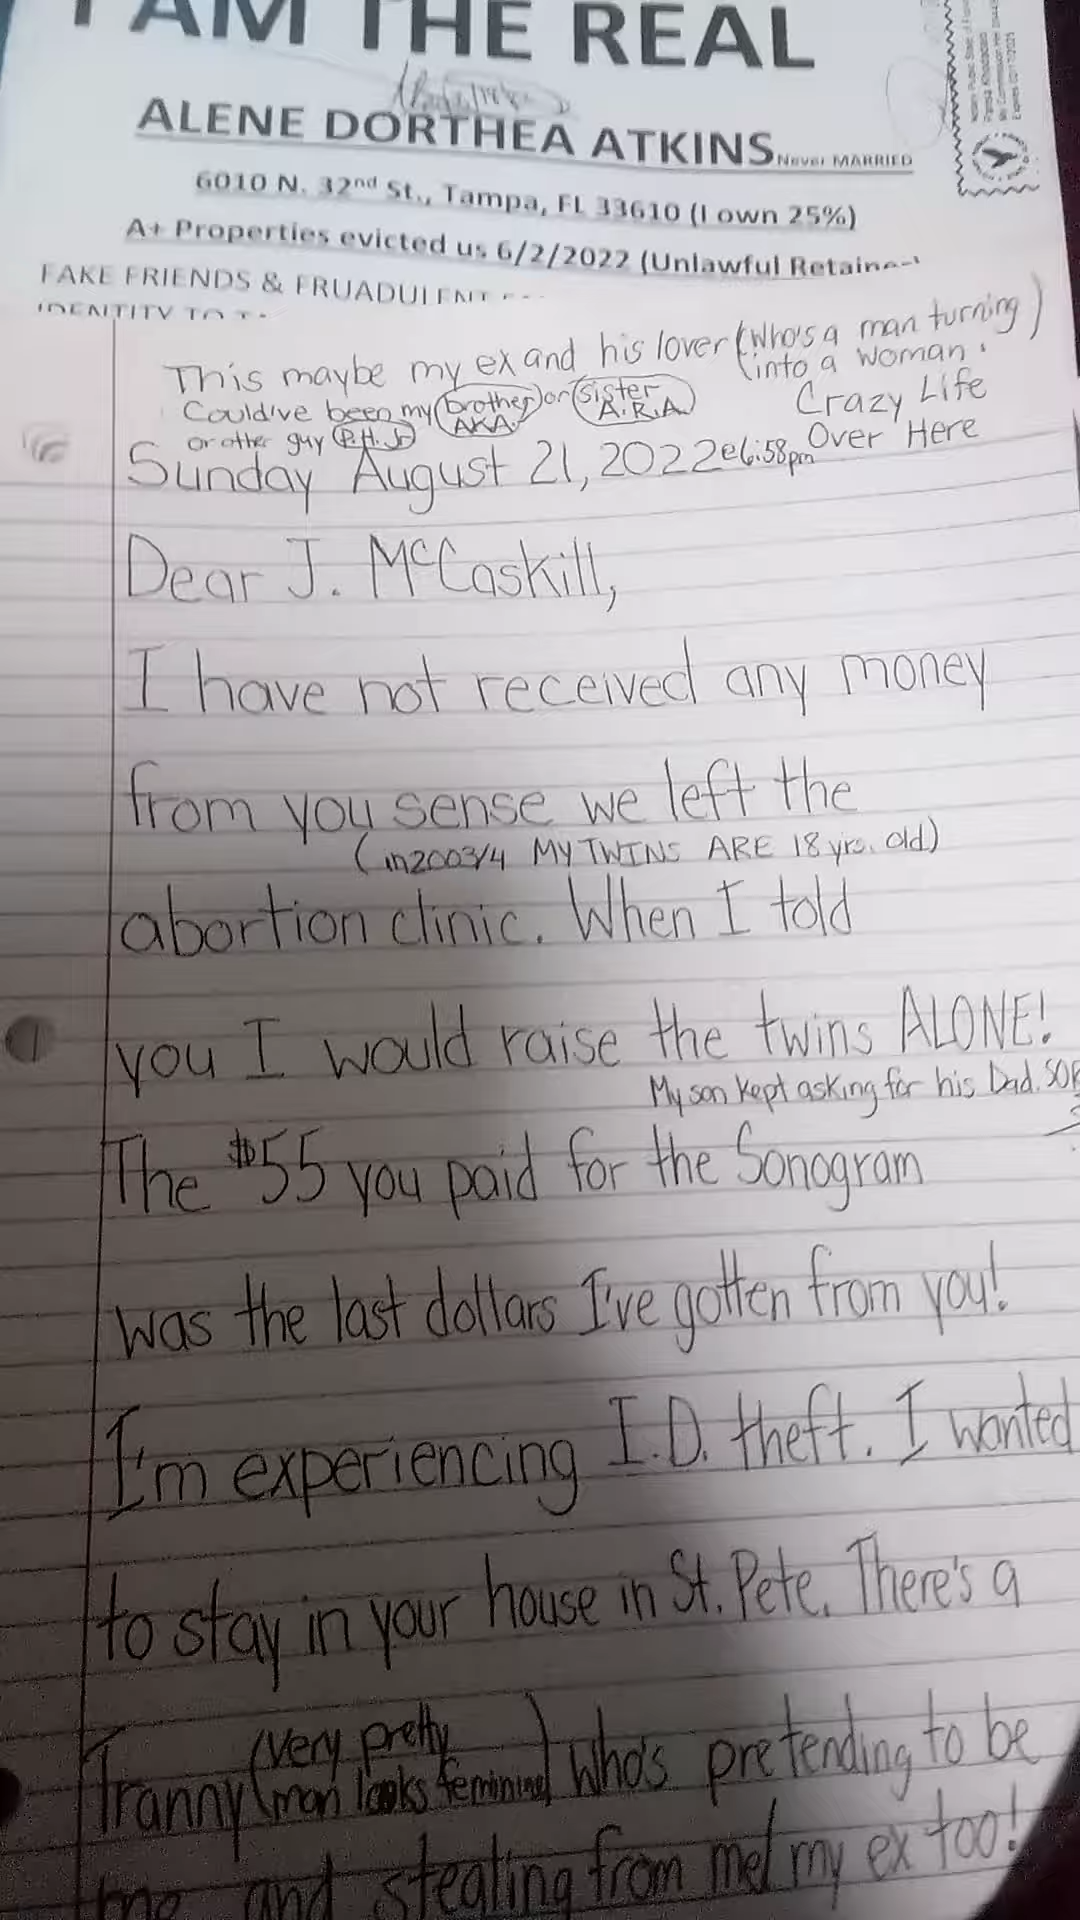 I AM THE REAL
ALENE DORTHEA ATKINS Never MARRIED
6010 N. 32nd St., Tampa, FL 33610 (I own 25%)
A+ Properties evicted us 6/2/2022 (Unlawful
FAKE FRIENDS & FRUADULENT
IDENTITY
This maybe my ex and his lover (Who's a man turning into a woman.)
Could've been my brother AKA or sister A.R.A
or other guy P.H. Jr
Crazy Life
Over Here
Sunday August 21, 2022 @ 6:58pm
Dear J. McCaskill,
I have not received any money
from you sense we left the
(in 2003/4 MY TWINS ARE 18 yrs. old)
abortion clinic. When I told
you I would raise the twins ALONE!
My son kept asking for his Dad.
The $55 you paid for the Sonogram
was the last dollars I've gotten from you!
I'm experiencing I.D. theft. I wanted
to stay in your house in St. Pete. There's a
Tranny (very pretty man looks feminine) who's pretending to be
me and stealing from me/my ex too!